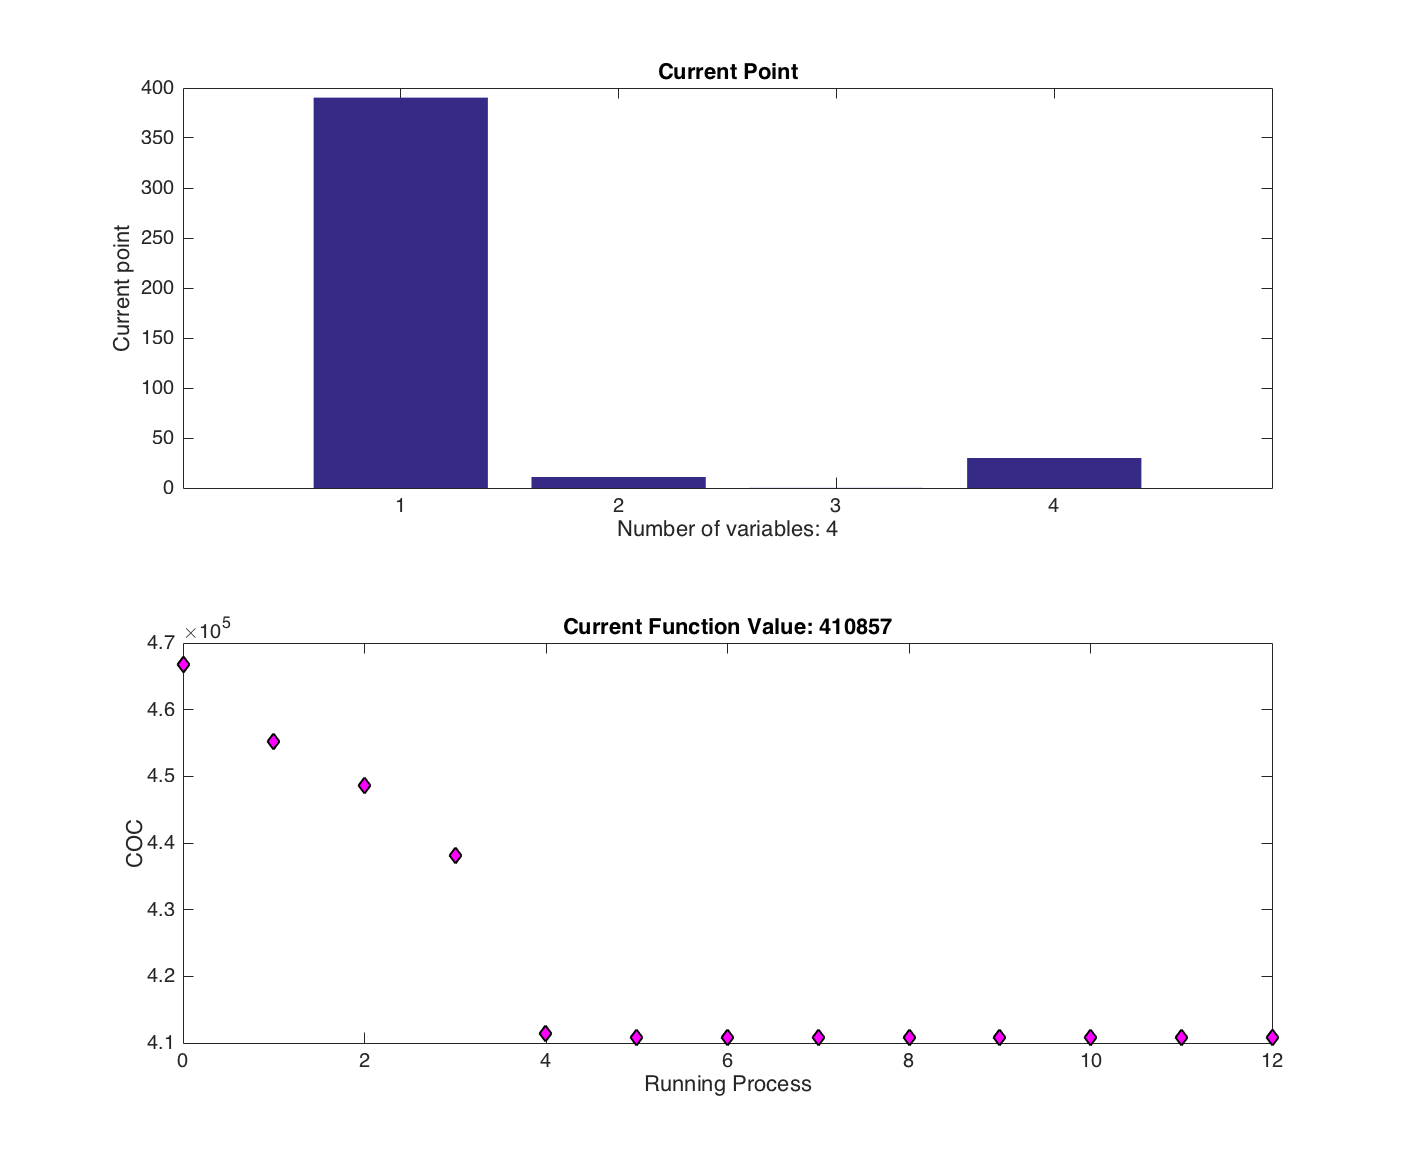 Current Point
400
350
300
250
200
150
100
50
0
Current point
1 2 3 4
Number of variables: 4
Current Function Value: 410857
×10^5
4.7
4.6
4.5
4.4
4.3
4.2
4.1
COC
0 2 4 6 8 10 12
Running Process